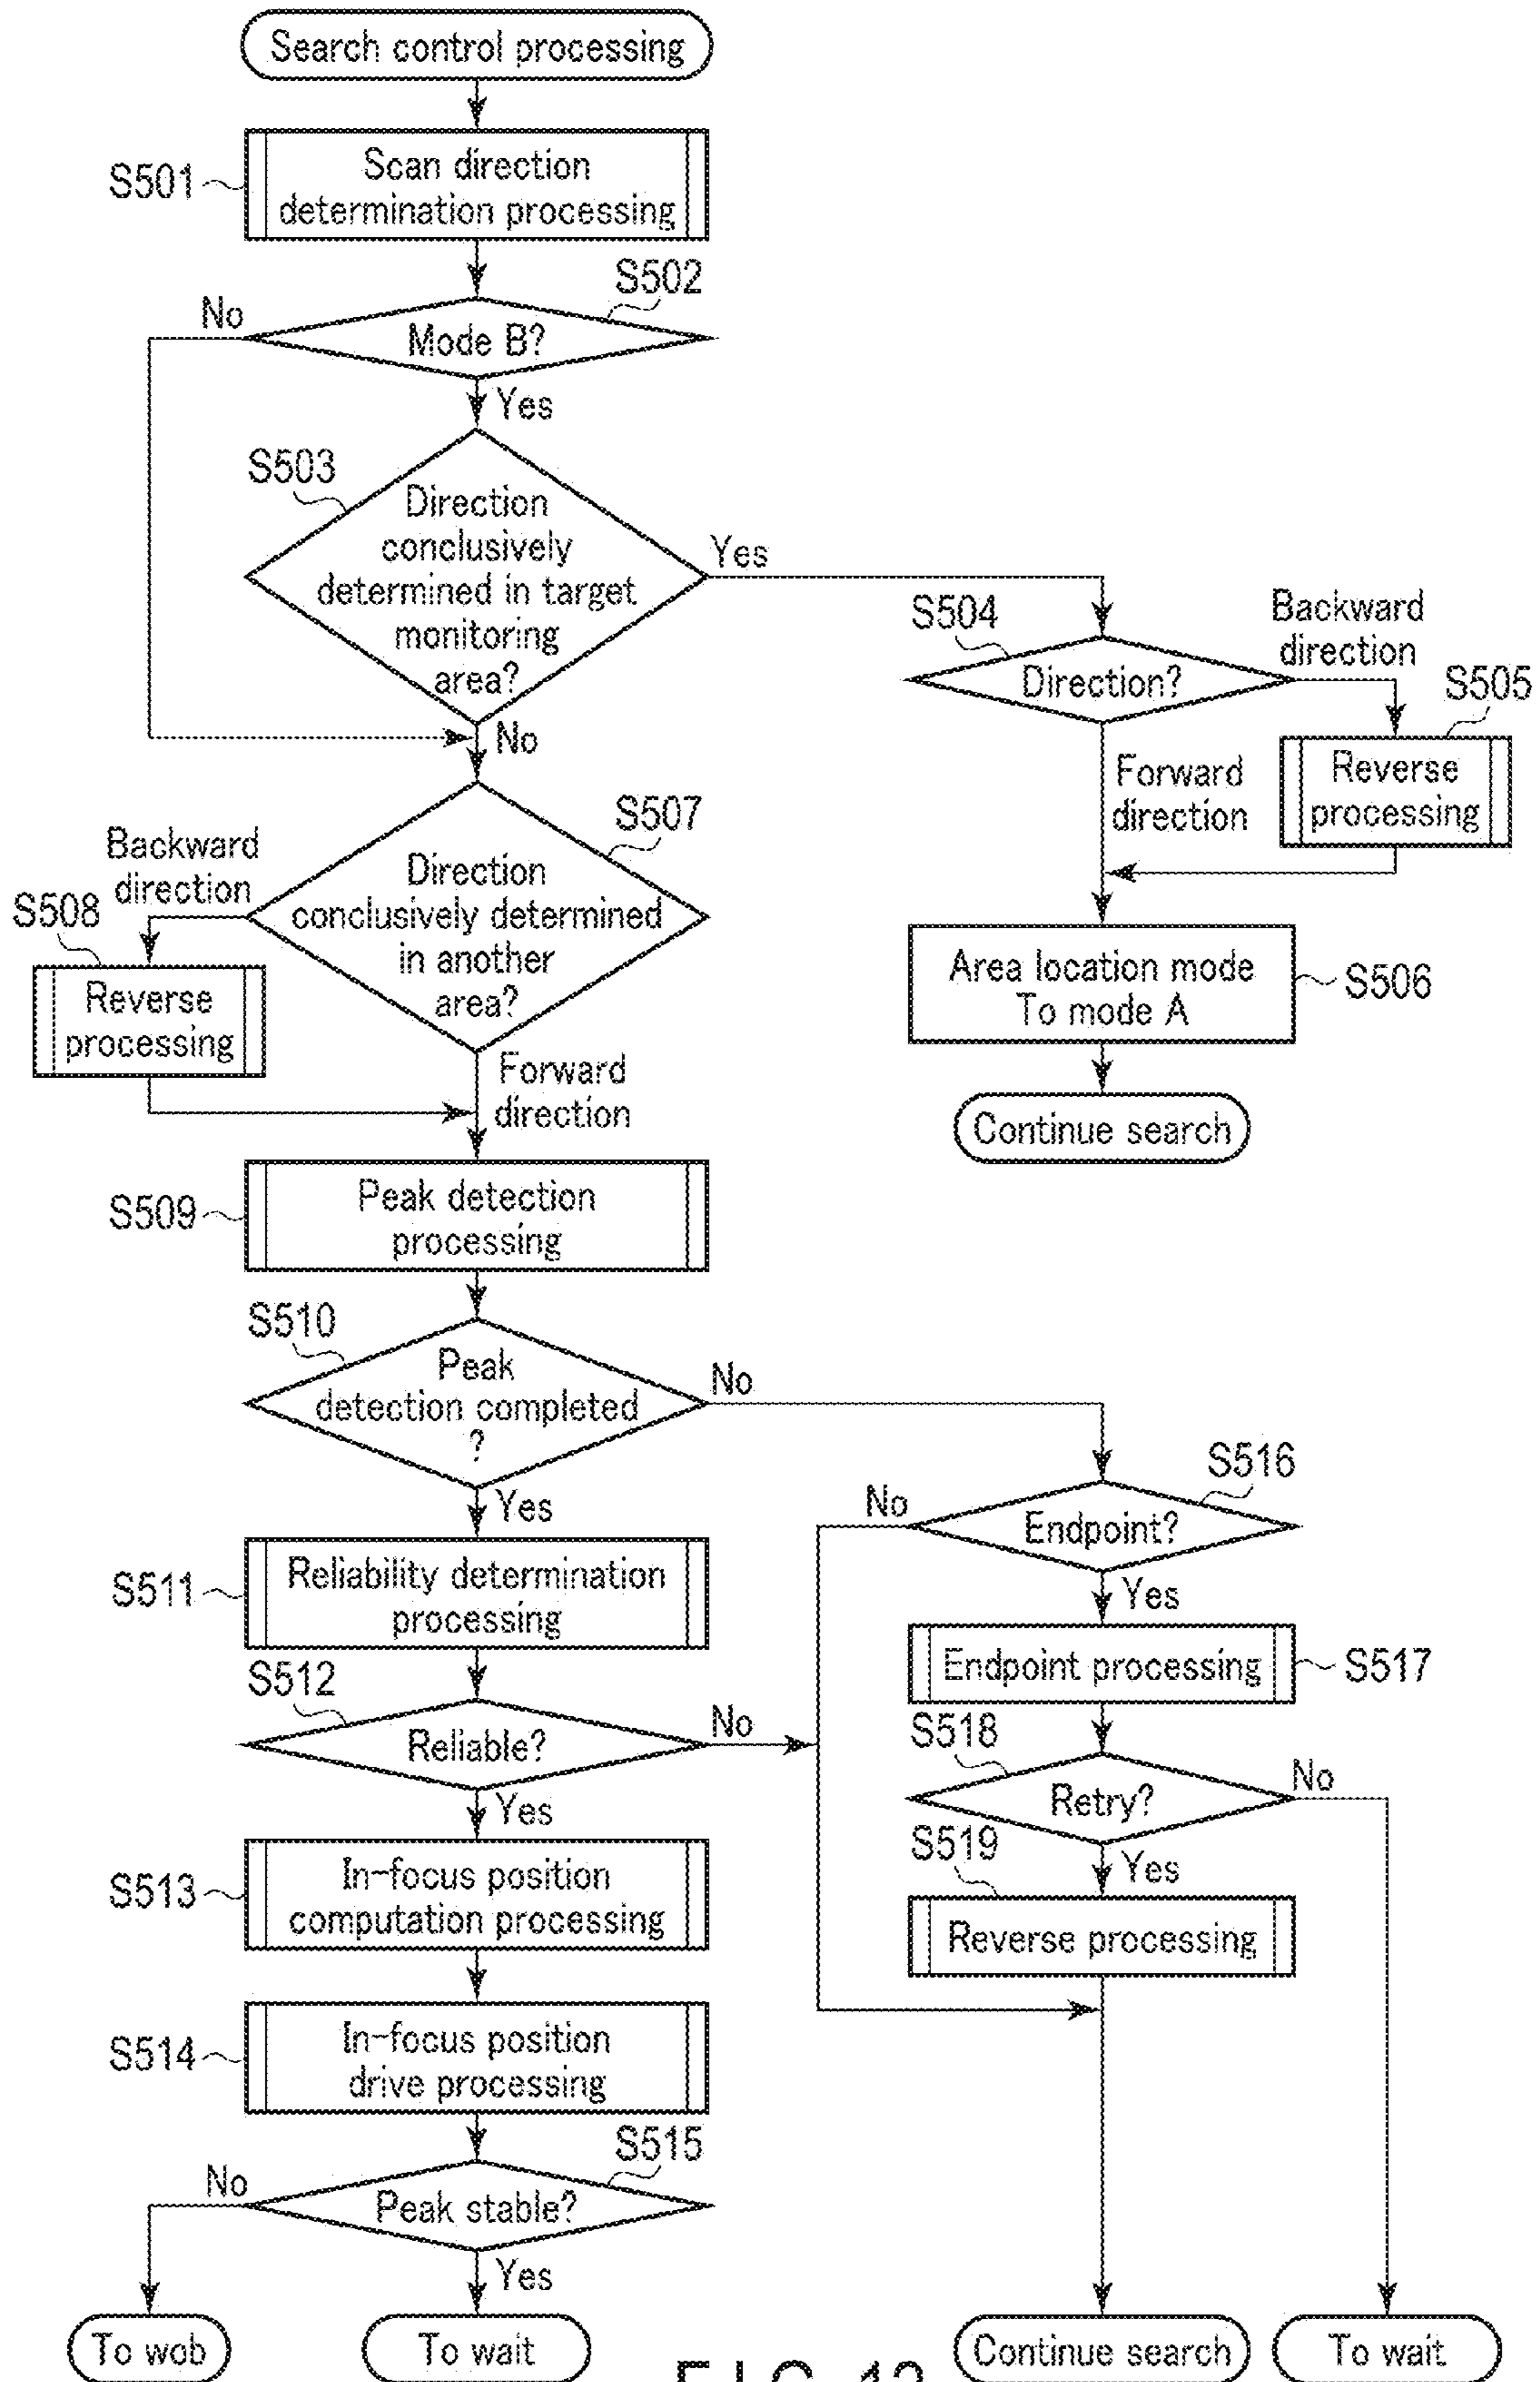 Search control processing
S501
Scan direction
determination processing
S502
No
Mode B?
Yes
S503
Direction
conclusively
determined in target
monitoring
area?
Yes
No
S504
Direction?
Backward
direction
S505
Reverse
processing
Forward
direction
Area location mode
To mode A
S506
Continue search
S507
Direction
conclusively determined
in another
area?
Backward
direction
S508
Reverse
processing
Forward
direction
S509
Peak detection
processing
S510
Peak
detection completed
?
No
Yes
S511
Reliability determination
processing
S512
Reliable?
No
Yes
S513
In-focus position
computation processing
S514
In-focus position
drive processing
S515
Peak stable?
No
Yes
To wob
To wait
S516
Endpoint?
No
Yes
Endpoint processing
S517
S518
Retry?
No
S519
Yes
Reverse processing
Continue search
To wait